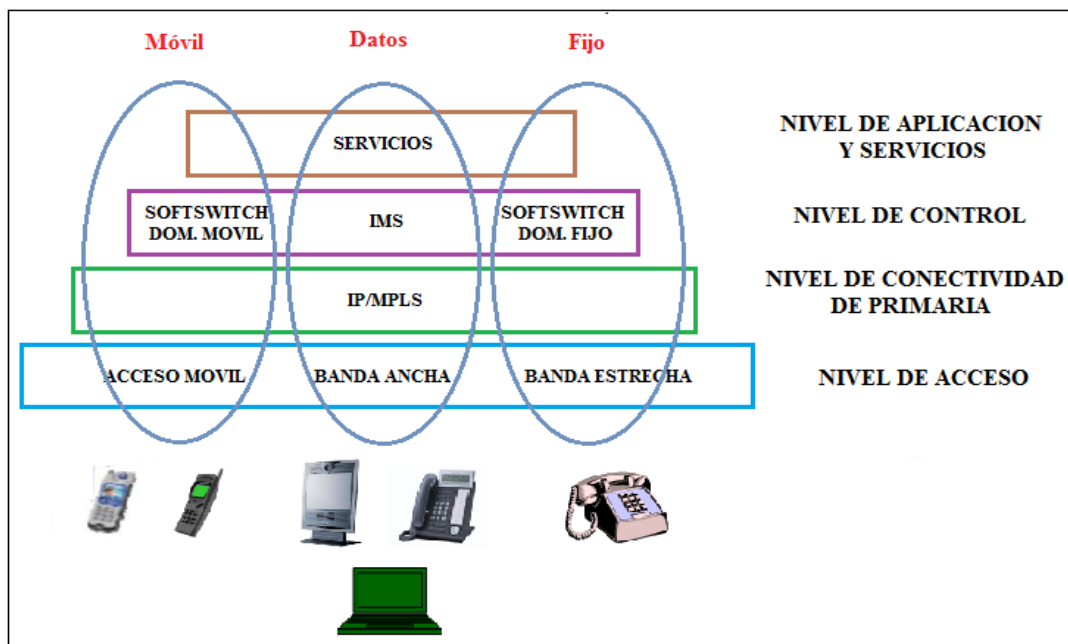 Móvil
Datos
Fijo
SERVICIOS
NIVEL DE APLICACION
Y SERVICIOS
SOFTSWITCH
DOM. MOVIL
IMS
SOFTSWITCH
DOM. FIJO
NIVEL DE CONTROL
IP/MPLS
NIVEL DE CONECTIVIDAD
DE PRIMARIA
ACCESO MOVIL
BANDA ANCHA
BANDA ESTRECHA
NIVEL DE ACCESO